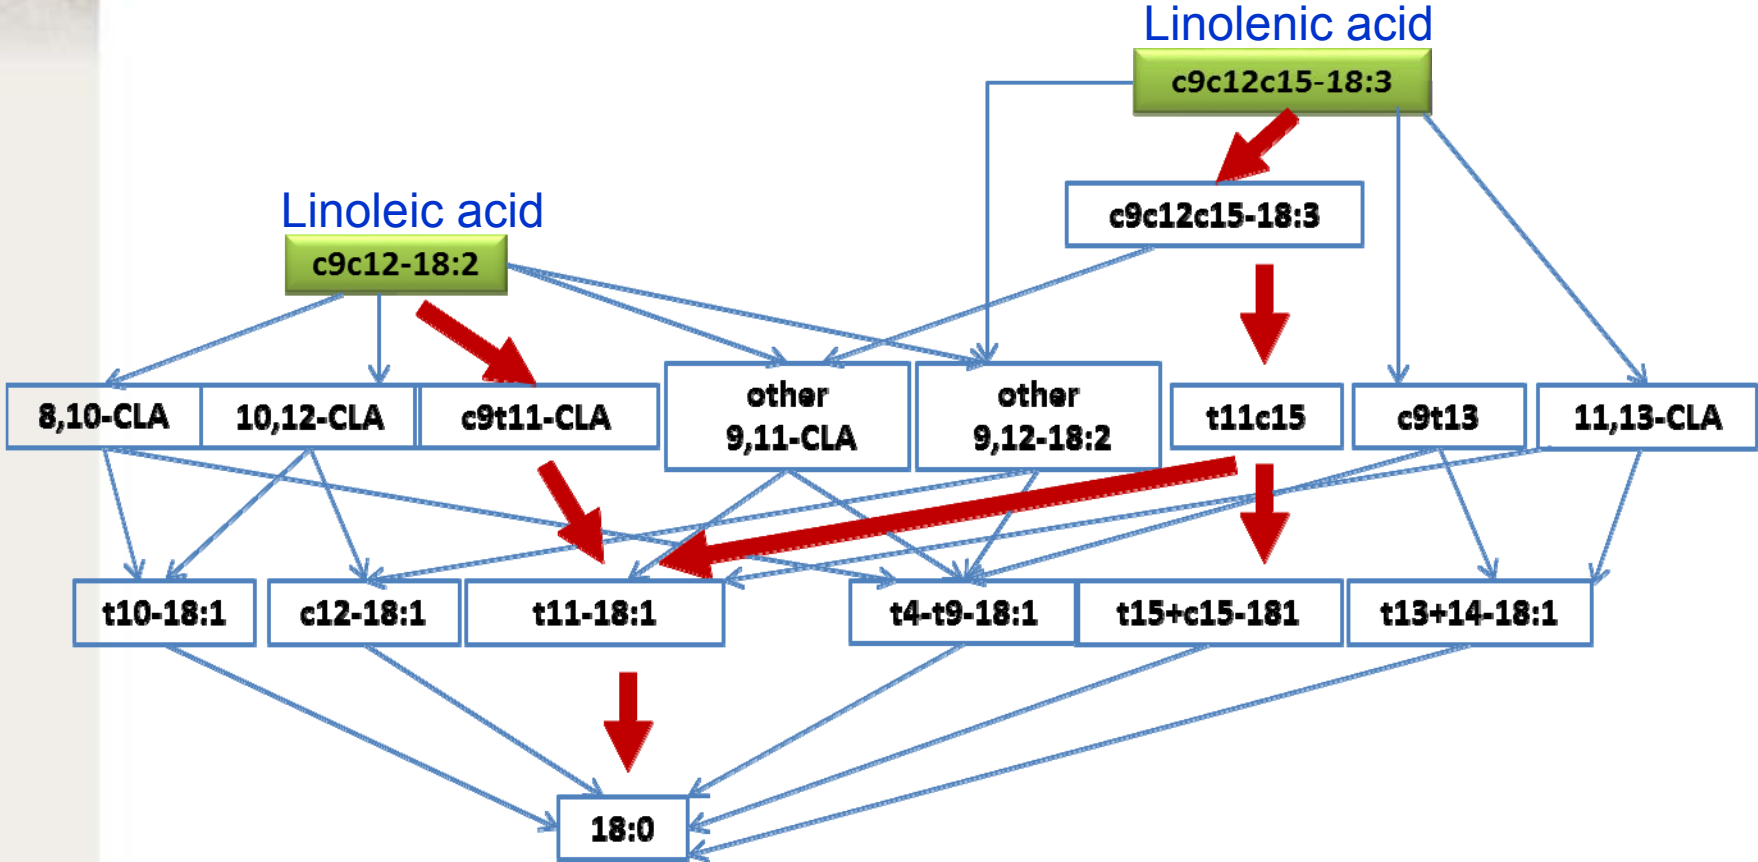 Linolenic acid
c9c12c15-18:3
c9c12c15-18:3
Linoleic acid
c9c12-18:2
8,10-CLA
10,12-CLA
c9t11-CLA
other
9,11-CLA
other
9,12-18:2
t11c15
c9t13
11,13-CLA
t10-18:1
c12-18:1
t11-18:1
t4-t9-18:1
t15+c15-181
t13+14-18:1
18:0